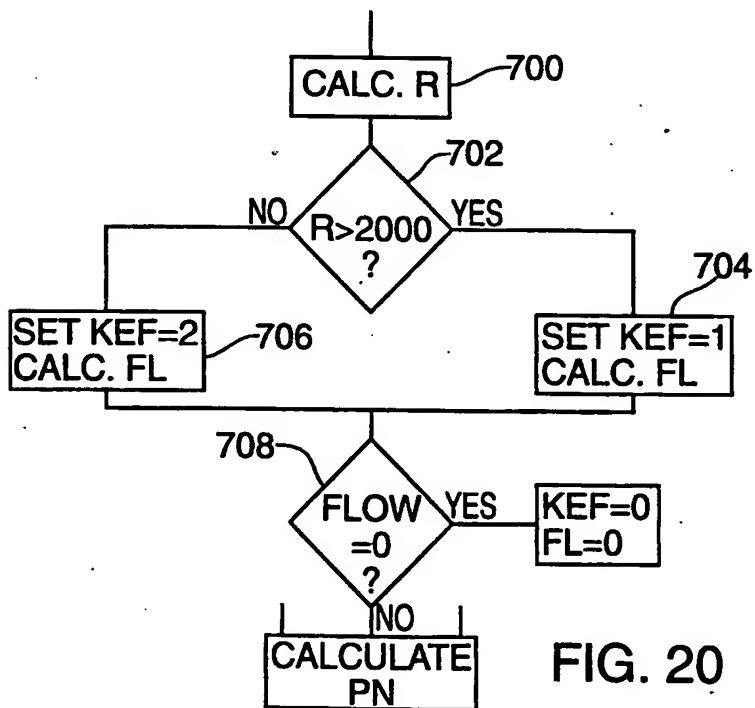 CALC. R
700
702
NO
YES
R>2000
?
704
SET KEF=2
CALC. FL
706
SET KEF=1
CALC. FL
708
FLOW
=0
?
YES
KEF=0
FL=0
NO
CALCULATE
PN
FIG. 20